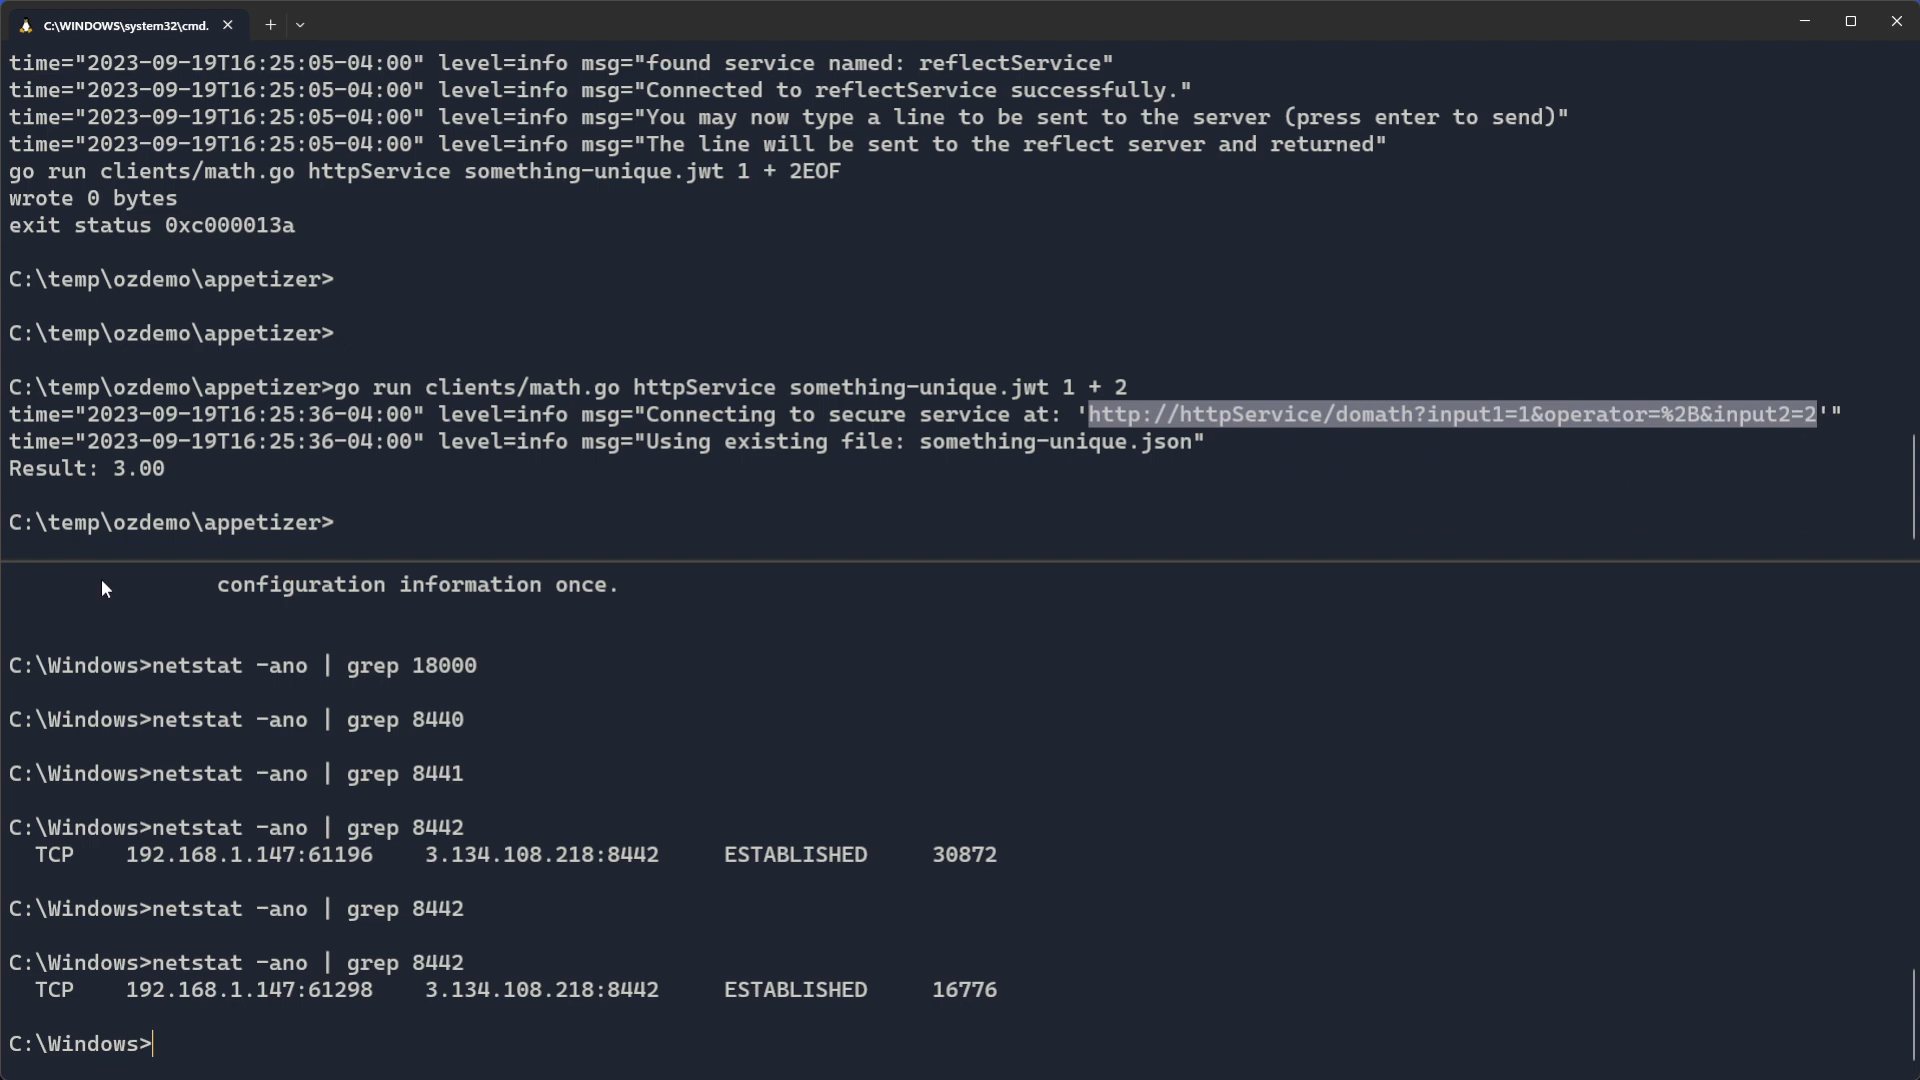 C:\WINDOWS\system32\cmd.
time="2023-09-19T16:25:05-04:00" level=info msg="found service named: reflectService"
time="2023-09-19T16:25:05-04:00" level=info msg="Connected to reflectService successfully."
time="2023-09-19T16:25:05-04:00" level=info msg="You may now type a line to be sent to the server (press enter to send)"
time="2023-09-19T16:25:05-04:00" level=info msg="The line will be sent to the reflect server and returned"
go run clients/math.go httpService something-unique.jwt 1 + 2EOF
wrote 0 bytes
exit status 0xc000013a
C:\temp\ozdemo\appetizer>
C:\temp\ozdemo\appetizer>
C:\temp\ozdemo\appetizer>go run clients/math.go httpService something-unique.jwt 1 + 2
time="2023-09-19T16:25:36-04:00" level=info msg="Connecting to secure service at: 'http://httpService/domath?input1=1&operator=%2B&input2=2'"
time="2023-09-19T16:25:36-04:00" level=info msg="Using existing file: something-unique.json"
Result: 3.00
C:\temp\ozdemo\appetizer>
configuration information once.
C:\Windows>netstat -ano | grep 18000
C:\Windows>netstat -ano | grep 8440
C:\Windows>netstat -ano | grep 8441
C:\Windows>netstat -ano | grep 8442
TCP 192.168.1.147:61196 3.134.108.218:8442 ESTABLISHED 30872
C:\Windows>netstat -ano | grep 8442
C:\Windows>netstat -ano | grep 8442
TCP 192.168.1.147:61298 3.134.108.218:8442 ESTABLISHED 16776
C:\Windows>